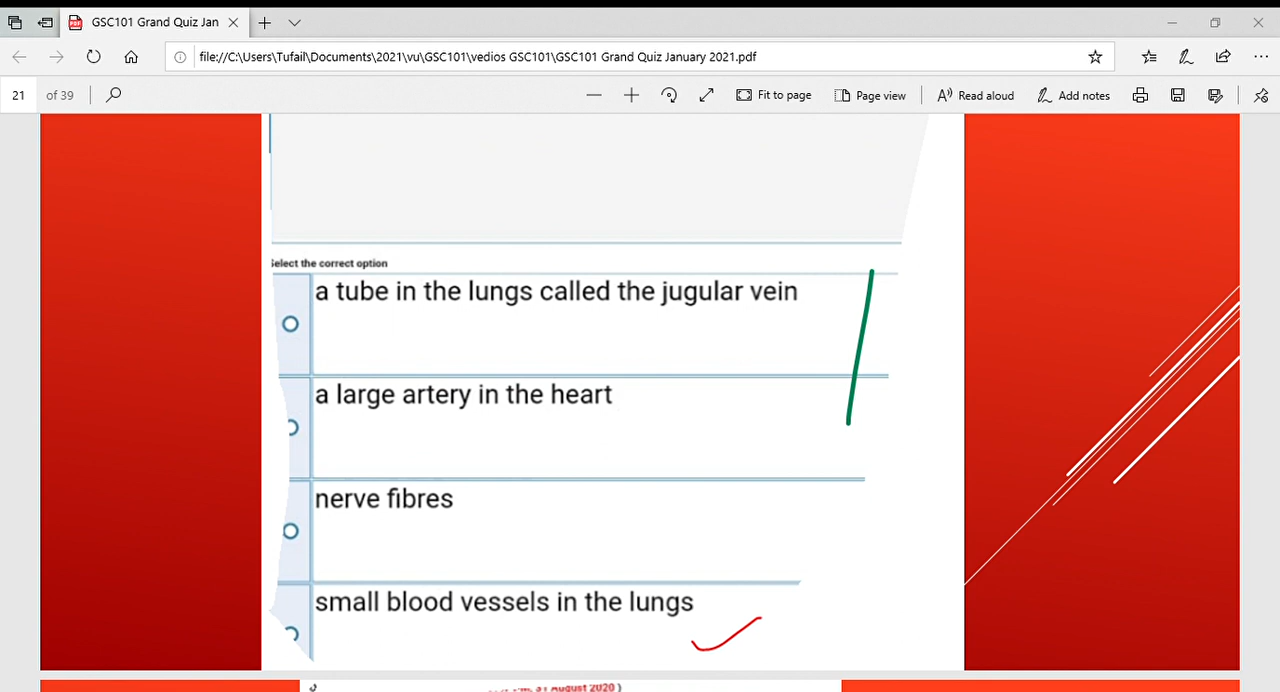 GSC101 Grand Quiz Jan
file://C:\Users\Tufail\Documents\2021\vu\GSC101\vedios GSC101\GSC101 Grand Quiz January 2021.pdf
21 of 39 Fit to page Page view Read aloud Add notes
Select the correct option
a tube in the lungs called the jugular vein
a large artery in the heart
nerve fibres
small blood vessels in the lungs
August 2020 )